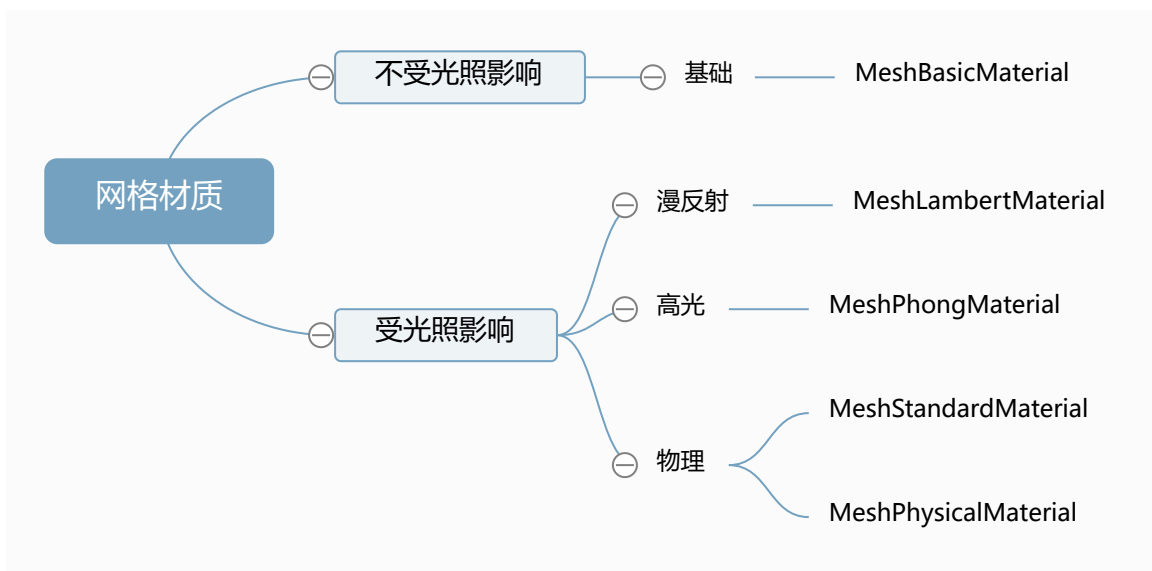 网格材质
不受光照影响
基础
MeshBasicMaterial
受光照影响
漫反射
MeshLambertMaterial
高光
MeshPhongMaterial
物理
MeshStandardMaterial
MeshPhysicalMaterial